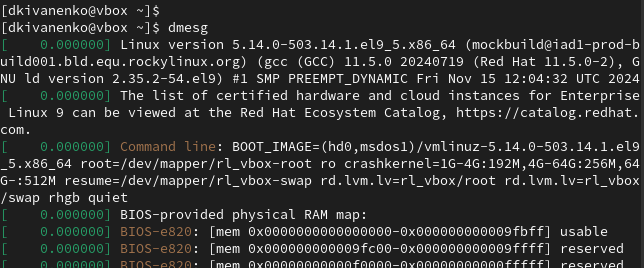 [dkivanenko@vbox ~]$
[dkivanenko@vbox ~]$ dmesg
[    0.000000] Linux version 5.14.0-503.14.1.el9_5.x86_64 (mockbuild@iad1-prod-b
uild001.bld.equ.rockylinux.org) (gcc (GCC) 11.5.0 20240719 (Red Hat 11.5.0-2), G
NU ld version 2.35.2-54.el9) #1 SMP PREEMPT_DYNAMIC Fri Nov 15 12:04:32 UTC 2024
[    0.000000] The list of certified hardware and cloud instances for Enterprise
 Linux 9 can be viewed at the Red Hat Ecosystem Catalog, https://catalog.redhat.
com.
[    0.000000] Command line: BOOT_IMAGE=(hd0,msdos1)/vmlinuz-5.14.0-503.14.1.el9
_5.x86_64 root=/dev/mapper/rl_vbox-root ro crashkernel=1G-4G:192M,4G-64G:256M,64
G-:512M resume=/dev/mapper/rl_vbox-swap rd.lvm.lv=rl_vbox/root rd.lvm.lv=rl_vbox
/swap rhgb quiet
[    0.000000] BIOS-provided physical RAM map:
[    0.000000] BIOS-e820: [mem 0x0000000000000000-0x000000000009fbff] usable
[    0.000000] BIOS-e820: [mem 0x000000000009fc00-0x000000000009ffff] reserved
[    0.000000] BIOS-e820: [mem 0x00000000000f0000-0x00000000000fffff] reserved